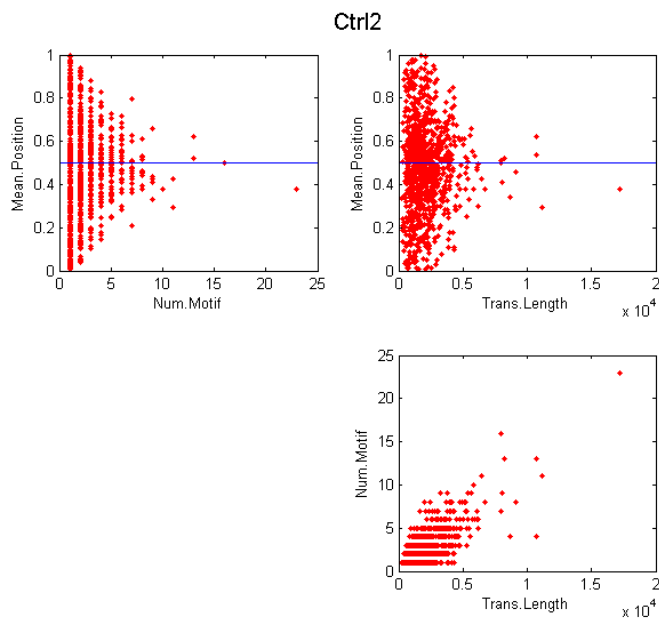 Ctrl2
1
0.8
0.6
0.4
0.2
0
Mean.Position
0 5 10 15 20 25
Num.Motif
1
0.8
0.6
0.4
0.2
0
Mean.Position
0 0.5 1 1.5 2
x 10^4
Trans.Length
25
20
15
10
5
0
Num.Motif
0 0.5 1 1.5 2
x 10^4
Trans.Length